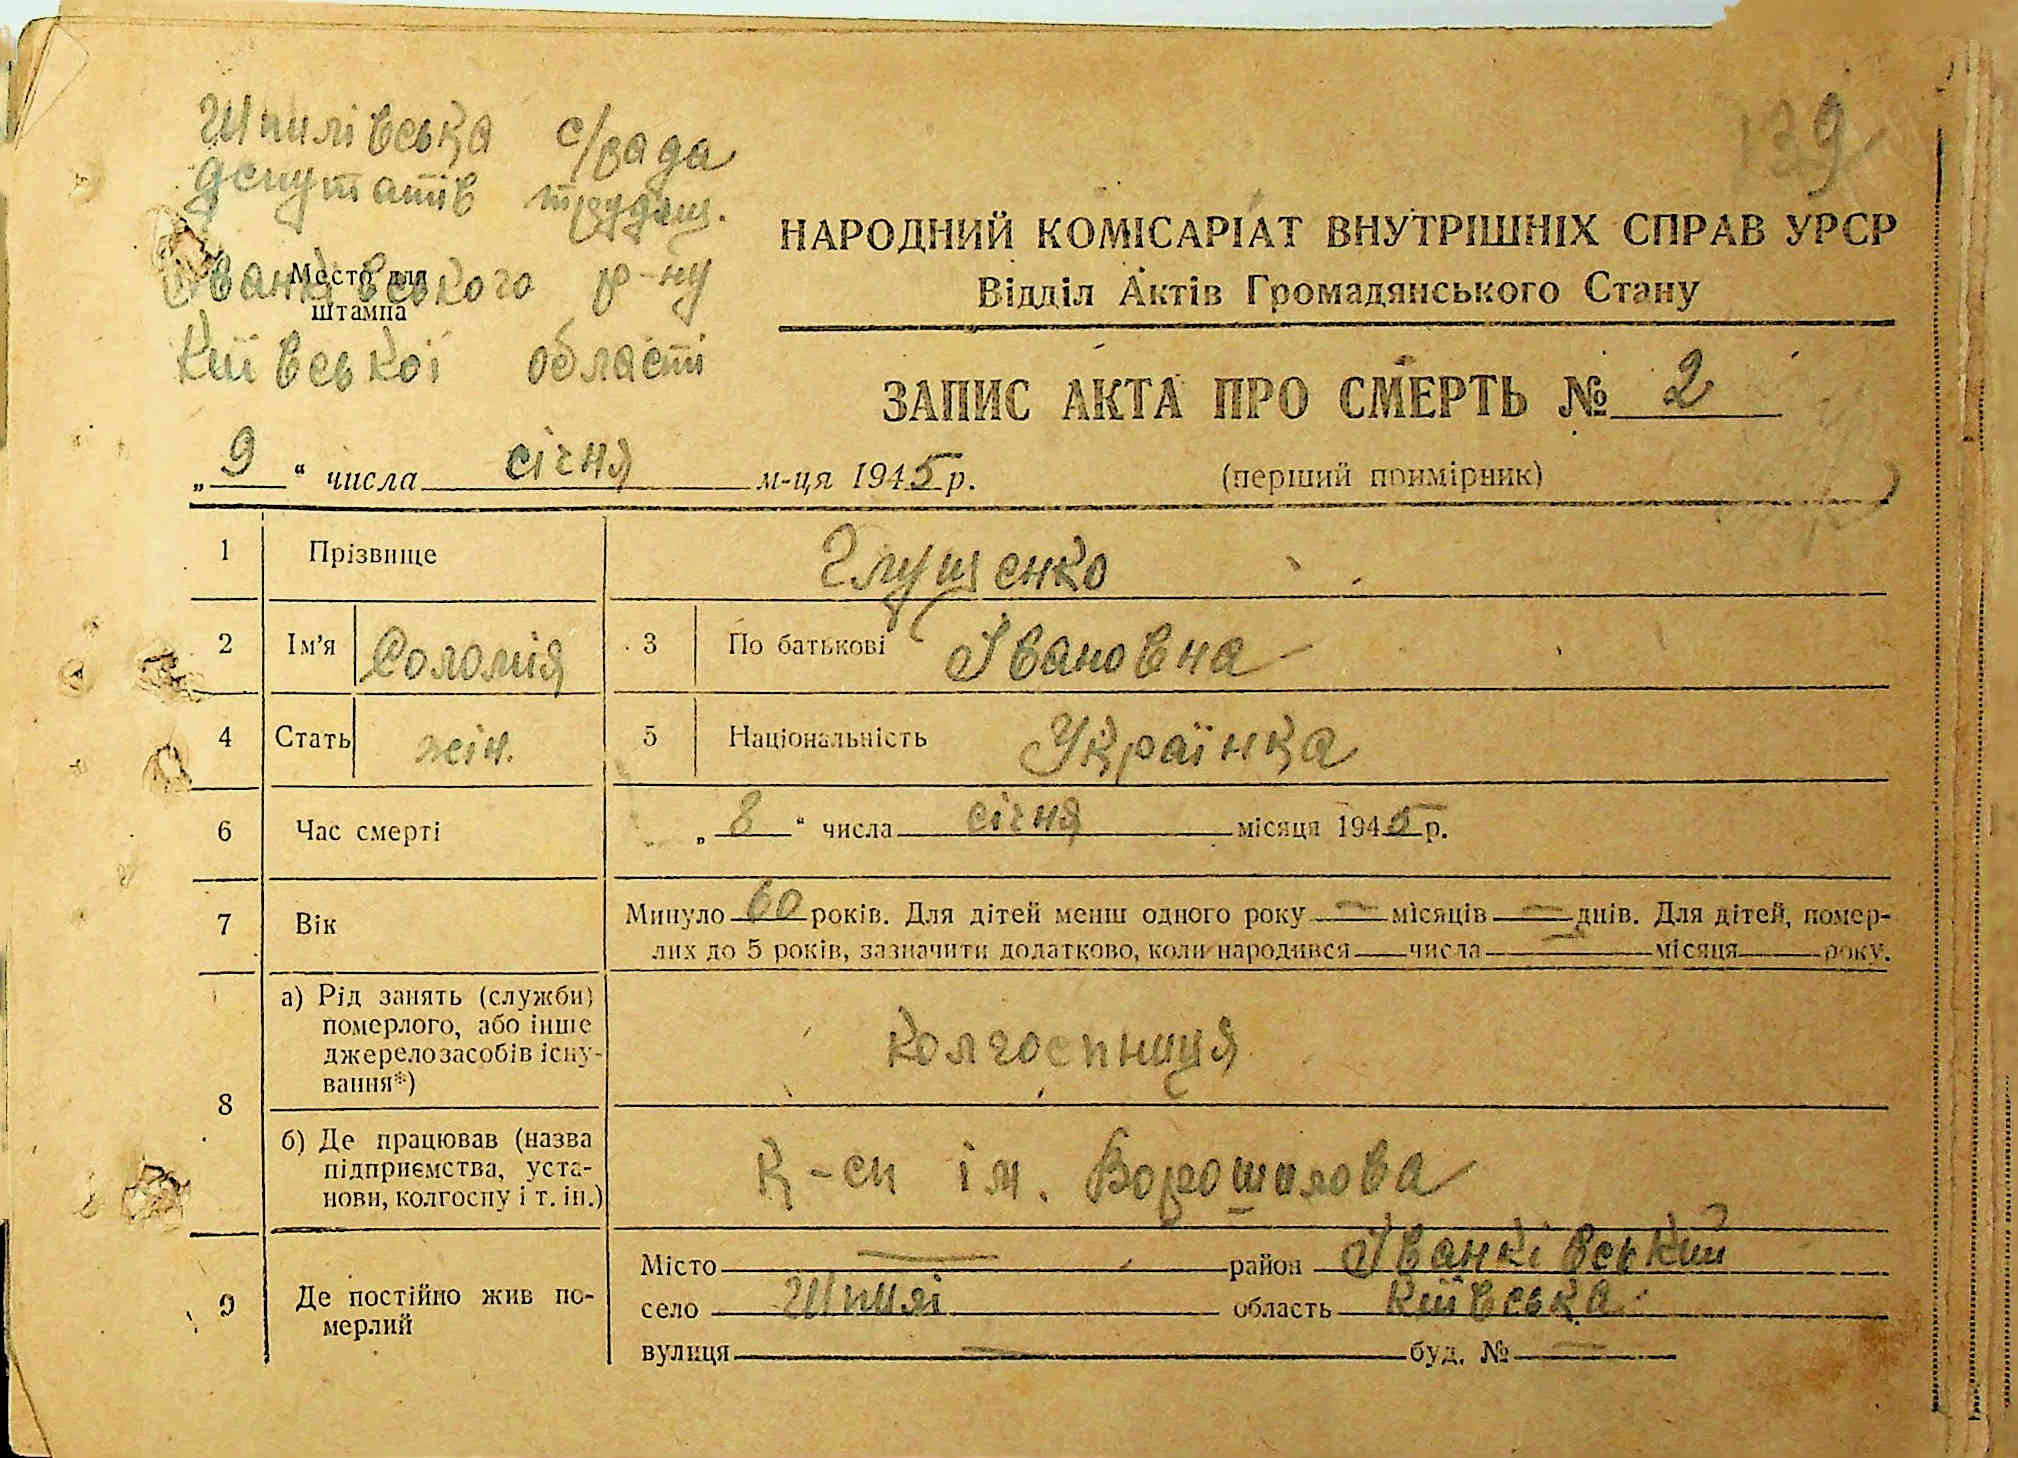 139
Шпилівська с/рада
депутатів трудящ.
Іванківського р-ну
Київської області
Место для
штампа
НАРОДНИЙ КОМІСАРІАТ ВНУТРІШНІХ СПРАВ УРСР
Відділ Актів Громадянського Стану
ЗАПИС АКТА ПРО СМЕРТЬ № 2
„ 9 “ числа січня м-ця 1945 р.
(перший примірник)
1 Прізвище Глущенко
2 Ім'я Соломія 3 По батькові Івановна
4 Стать жін. 5 Національність Українка
6 Час смерті „ 8 “ числа січня місяця 1945 р.
7 Вік Минуло 60 років. Для дітей менш одного року — місяців — днів. Для дітей, помер-
лих до 5 років, зазначити додатково, коли народився числа — місяця року.
8 а) Рід занять (служби)
померлого, або інше
джерело засобів існу-
вання*)
колгоспниця
б) Де працював (назва
підприємства, уста-
нови, колгоспу і т. ін.)
к-сп ім. Ворошилова
9 Де постійно жив по-
мерлий
Місто — район Іванківський
село Шпилі область Київська
вулиця — буд. № —